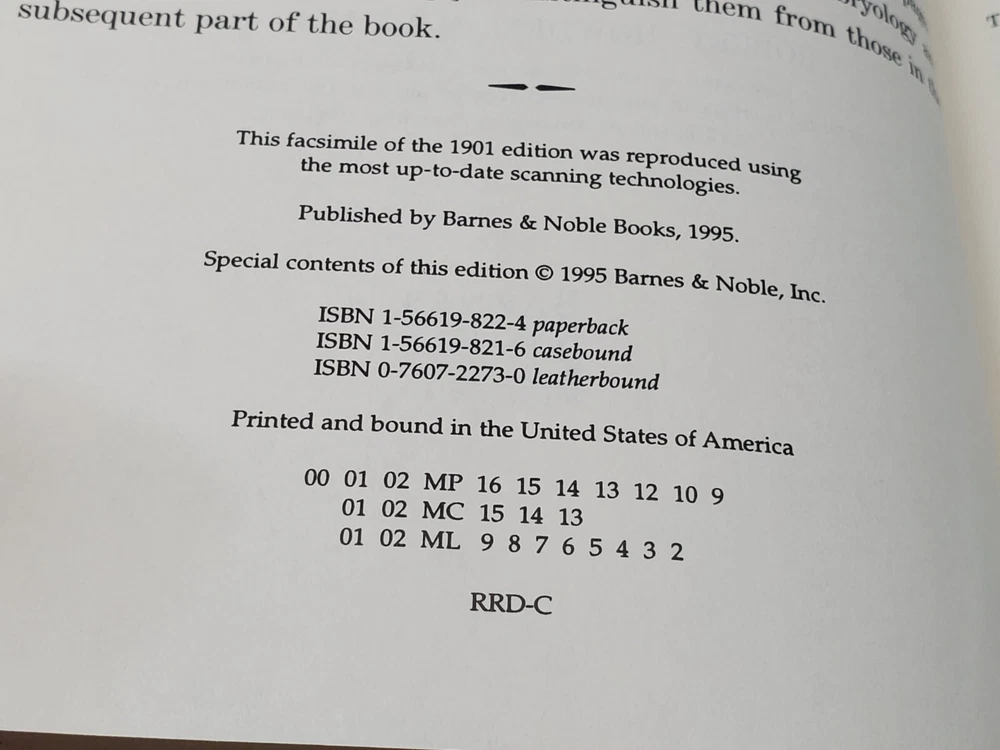 them from those in
subsequent part of the book.
This facsimile of the 1901 edition was reproduced using
the most up-to-date scanning technologies.
Published by Barnes & Noble Books, 1995.
Special contents of this edition © 1995 Barnes & Noble, Inc.
ISBN 1-56619-822-4 paperback
ISBN 1-56619-821-6 casebound
ISBN 0-7607-2273-0 leatherbound
Printed and bound in the United States of America
00 01 02 MP 16 15 14 13 12 10 9
01 02 MC 15 14 13
01 02 ML 9 8 7 6 5 4 3 2
RRD-C